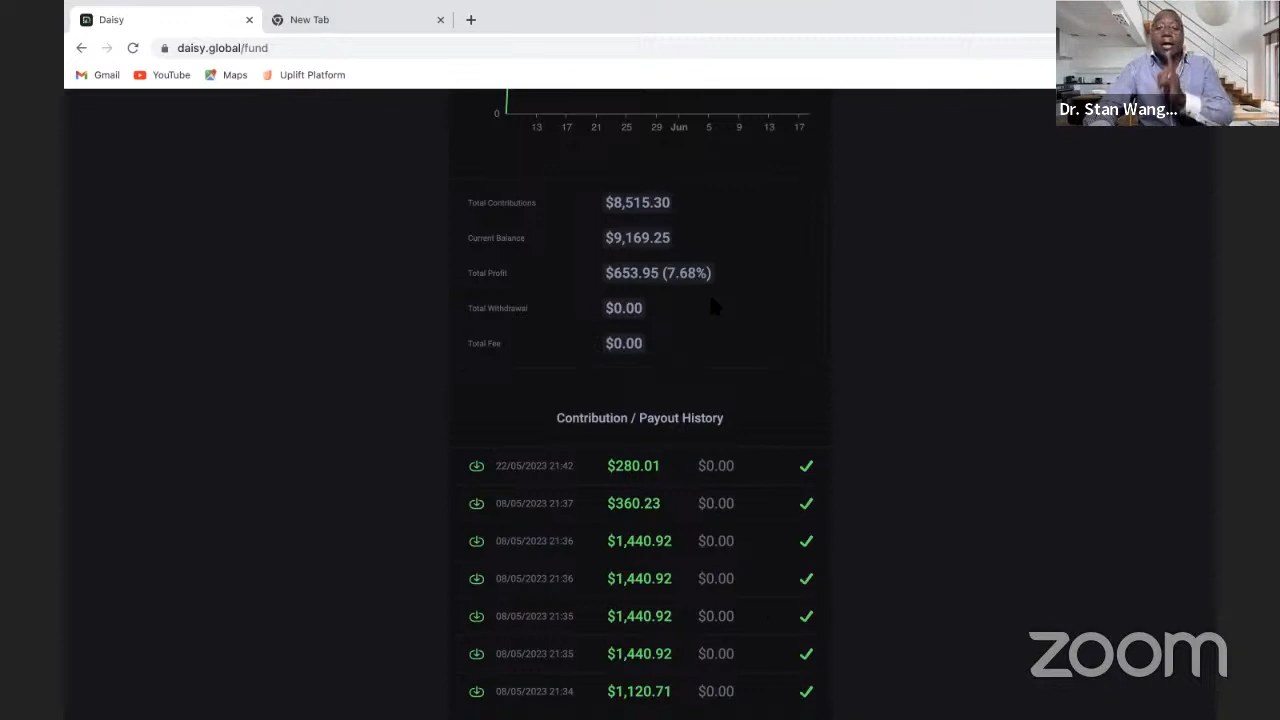 Daisy
New Tab
daisy.global/fund
Gmail YouTube Maps Uplift Platform
Dr. Stan Wang...
0
13 17 21 25 29 Jun 5 9 13 17
Total Contributions $8,515.30
Current Balance $9,169.25
Total Profit $653.95 (7.68%)
Total Withdrawal $0.00
Total Fee $0.00
Contribution / Payout History
22/05/2023 21:42 $280.01 $0.00
08/05/2023 21:37 $360.23 $0.00
08/05/2023 21:36 $1,440.92 $0.00
08/05/2023 21:36 $1,440.92 $0.00
08/05/2023 21:35 $1,440.92 $0.00
08/05/2023 21:35 $1,440.92 $0.00
08/05/2023 21:34 $1,120.71 $0.00
zoom